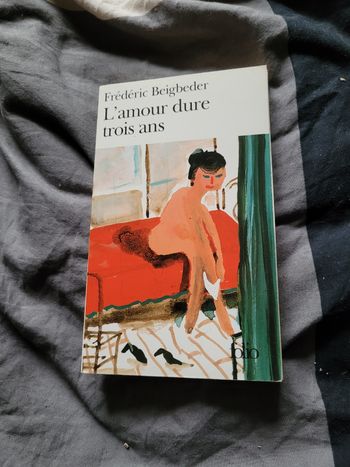 Frédéric Beigbeder
L'amour dure
trois ans
folio